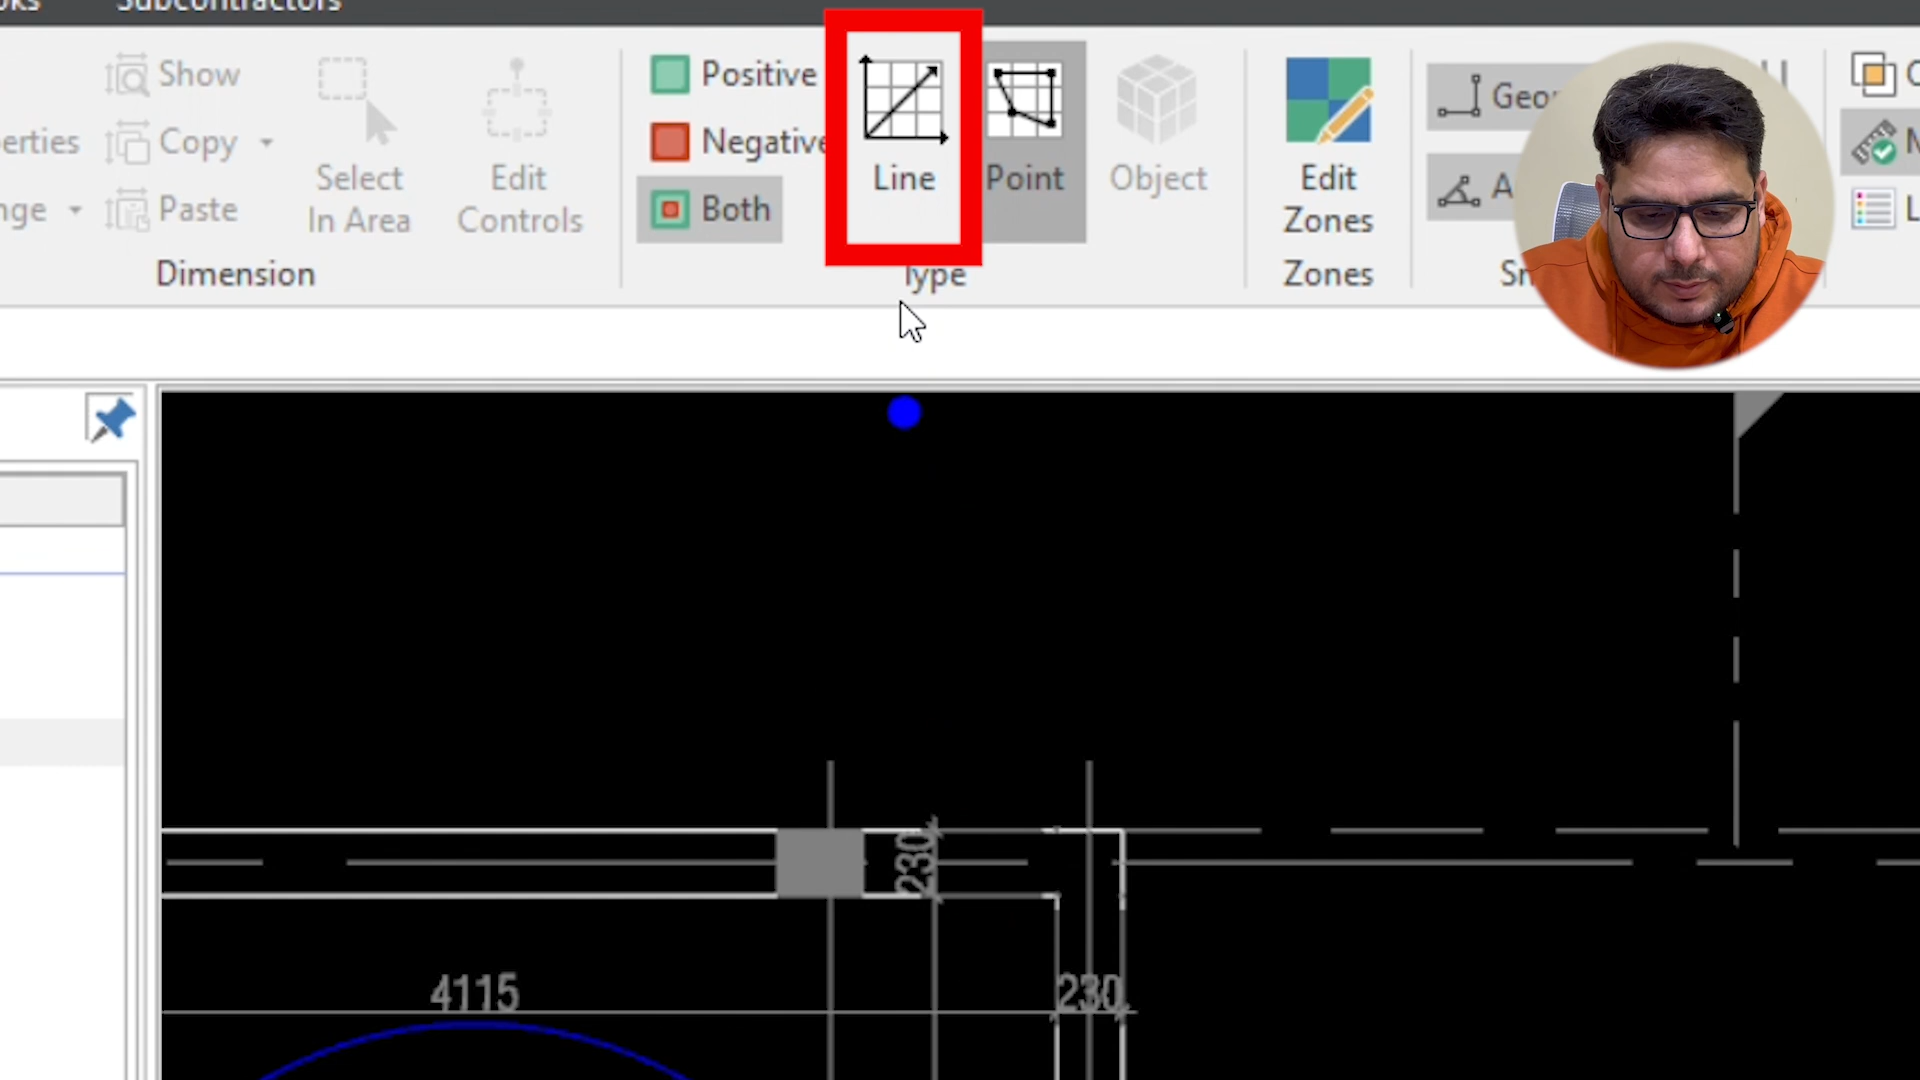 Subcontractors
Show
Copy
Paste
Select
In Area
Edit
Controls
Dimension
Positive
Negative
Both
Line
Point
Object
Type
Edit
Zones
Zones
230
4115
230